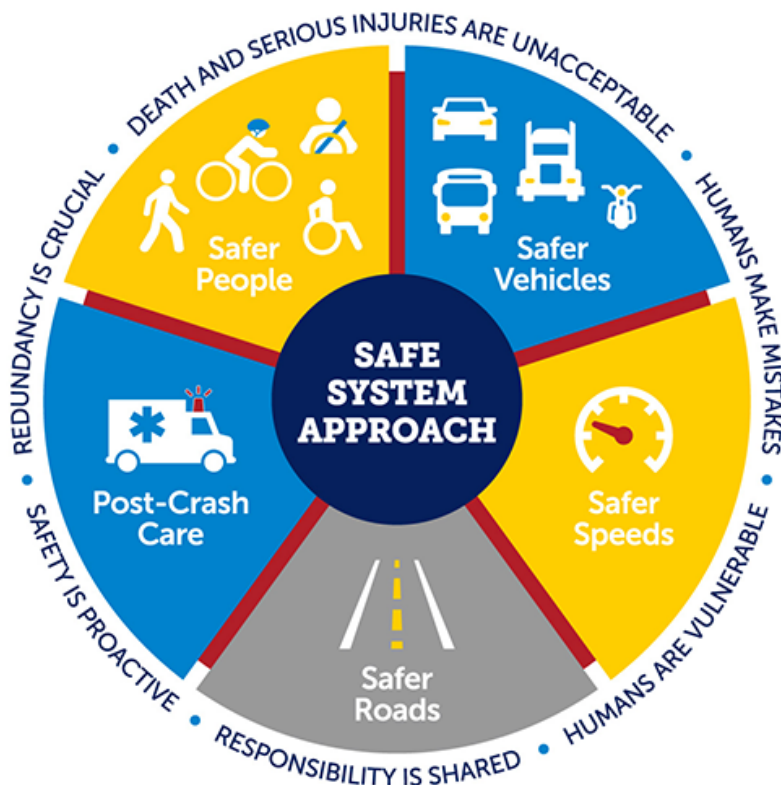 DEATH AND SERIOUS INJURIES ARE UNACCEPTABLE
HUMANS MAKE MISTAKES
HUMANS ARE VULNERABLE
RESPONSIBILITY IS SHARED
SAFETY IS PROACTIVE
REDUNDANCY IS CRUCIAL
Safer
People
Safer
Vehicles
SAFE
SYSTEM
APPROACH
Post-Crash
Care
Safer
Speeds
Safer
Roads